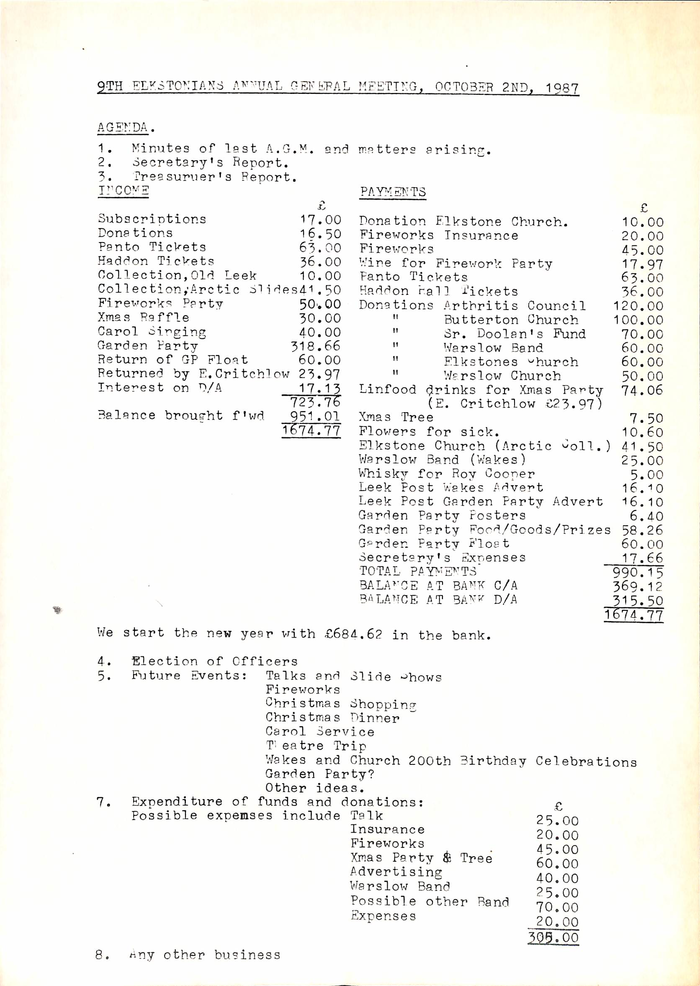 9TH ELKSTONIANS ANNUAL GENERAL MEETING, OCTOBER 2ND, 1987
AGENDA.
1. Minutes of last A.G.M. and matters arising.
2. Secretary's Report.
3. Treasuruer's Report.
INCOME
£
Subscriptions 17.00
Donations 16.50
Panto Tickets 63.00
Haddon Tickets 36.00
Collection,Old Leek 10.00
Collection,Arctic Slides41.50
Fireworks Party 50.00
Xmas Raffle 30.00
Carol Singing 40.00
Garden Party 318.66
Return of GP Float 60.00
Returned by E.Critchlow 23.97
Interest on D/A 17.13
723.76
Balance brought f'wd 951.01
1674.77
PAYMENTS
£
Donation Elkstone Church. 10.00
Fireworks Insurance 20.00
Fireworks 45.00
Wine for Firework Party 17.97
Panto Tickets 63.00
Haddon Hall Tickets 36.00
Donations Arthritis Council 120.00
" Butterton Church 100.00
" Sr. Doolan's Fund 70.00
" Warslow Band 60.00
" Elkstones Church 60.00
" Warslow Church 50.00
Linfood drinks for Xmas Party 74.06
(E. Critchlow £23.97)
Xmas Tree 7.50
Flowers for sick. 10.60
Elkstone Church (Arctic Coll.) 41.50
Warslow Band (Wakes) 25.00
Whisky for Roy Cooper 5.00
Leek Post Wakes Advert 16.10
Leek Post Garden Party Advert 16.10
Garden Party Posters 6.40
Garden Party Food/Goods/Prizes 58.26
Garden Party Float 60.00
Secretary's Expenses 17.66
TOTAL PAYMENTS 990.15
BALANCE AT BANK C/A 369.12
BALANCE AT BANK D/A 315.50
1674.77
We start the new year with £684.62 in the bank.
4. Election of Officers
5. Future Events: Talks and Slide Shows
Fireworks
Christmas Shopping
Christmas Dinner
Carol Service
Theatre Trip
Wakes and Church 200th Birthday Celebrations
Garden Party?
Other ideas.
7. Expenditure of funds and donations: £
Possible expemses include Talk 25.00
Insurance 20.00
Fireworks 45.00
Xmas Party & Tree 60.00
Advertising 40.00
Warslow Band 25.00
Possible other Band 70.00
Expenses 20.00
305.00
8. Any other business